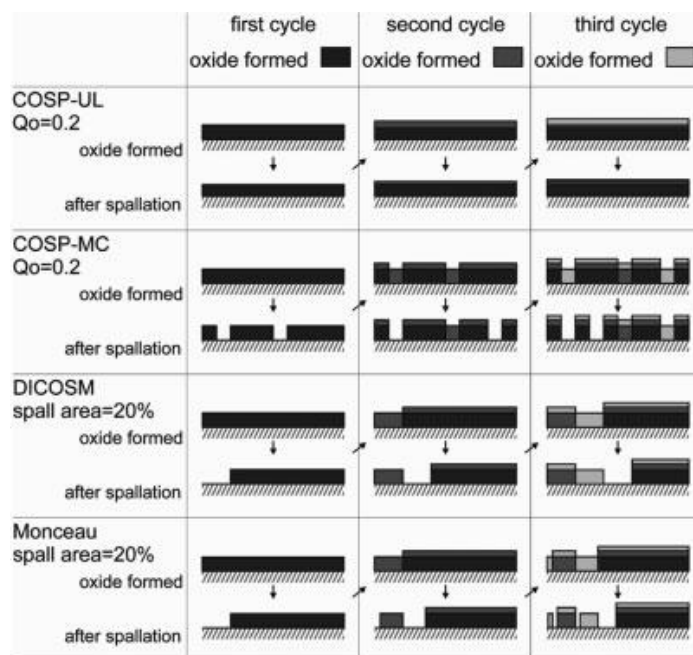 first cycle second cycle third cycle
oxide formed oxide formed oxide formed
COSP-UL
Qo=0.2
oxide formed
after spallation
COSP-MC
Qo=0.2
oxide formed
after spallation
DICOSM
spall area=20%
oxide formed
after spallation
Monceau
spall area=20%
oxide formed
after spallation